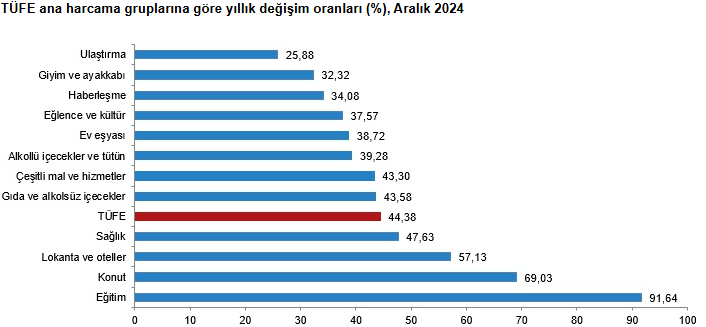 TÜFE ana harcama gruplarına göre yıllık değişim oranları (%), Aralık 2024
Ulaştırma 25,88
Giyim ve ayakkabı 32,32
Haberleşme 34,08
Eğlence ve kültür 37,57
Ev eşyası 38,72
Alkollü içecekler ve tütün 39,28
Çeşitli mal ve hizmetler 43,30
Gıda ve alkolsüz içecekler 43,58
TÜFE 44,38
Sağlık 47,63
Lokanta ve oteller 57,13
Konut 69,03
Eğitim 91,64
0 10 20 30 40 50 60 70 80 90 100